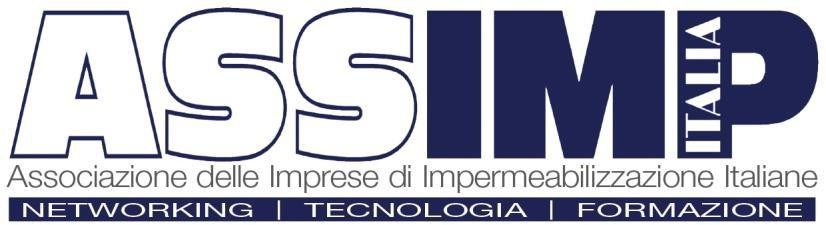 ASSIMP
ITALIA
Associazione delle Imprese di Impermeabilizzazione Italiane
NETWORKING | TECNOLOGIA | FORMAZIONE